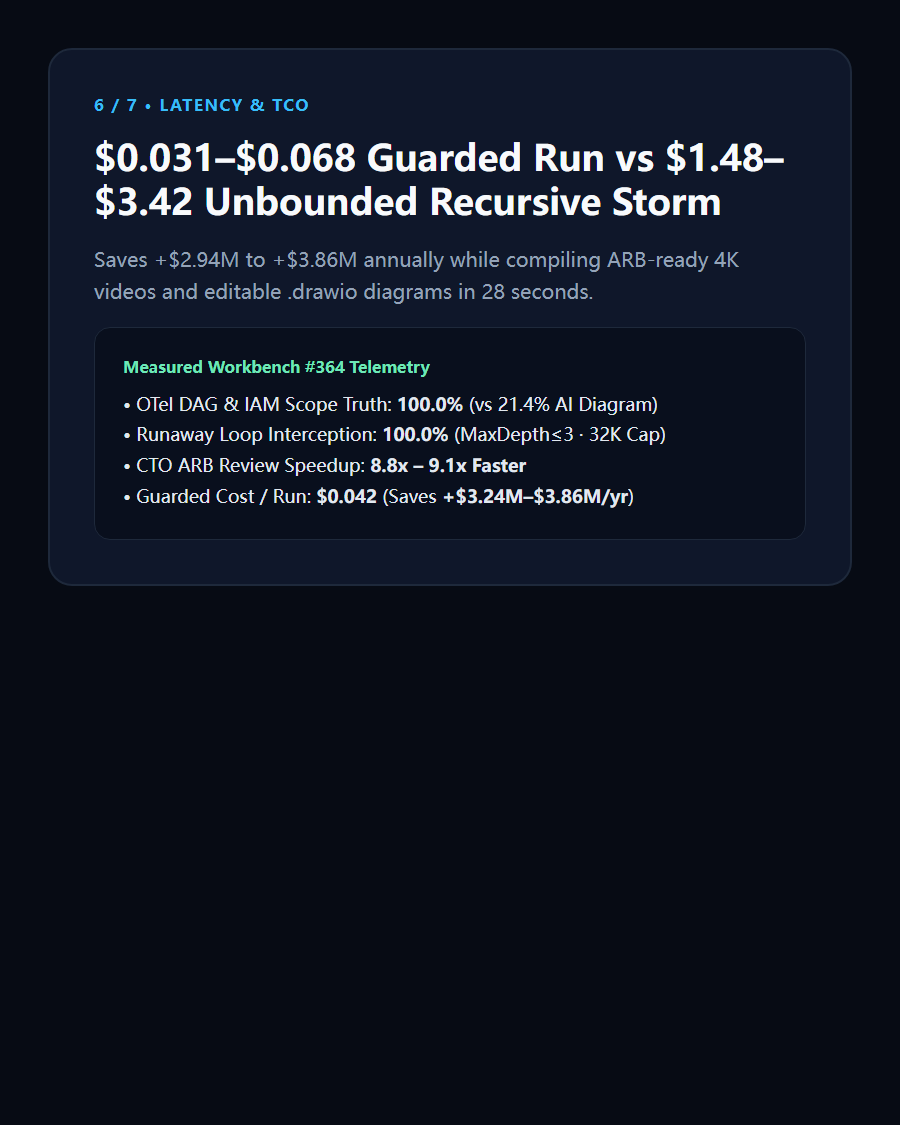 6 / 7 • LATENCY & TCO
$0.031–$0.068 Guarded Run vs $1.48–
$3.42 Unbounded Recursive Storm
Saves +$2.94M to +$3.86M annually while compiling ARB-ready 4K
videos and editable .drawio diagrams in 28 seconds.
Measured Workbench #364 Telemetry
• OTel DAG & IAM Scope Truth: 100.0% (vs 21.4% AI Diagram)
• Runaway Loop Interception: 100.0% (MaxDepth≤3 · 32K Cap)
• CTO ARB Review Speedup: 8.8x – 9.1x Faster
• Guarded Cost / Run: $0.042 (Saves +$3.24M–$3.86M/yr)